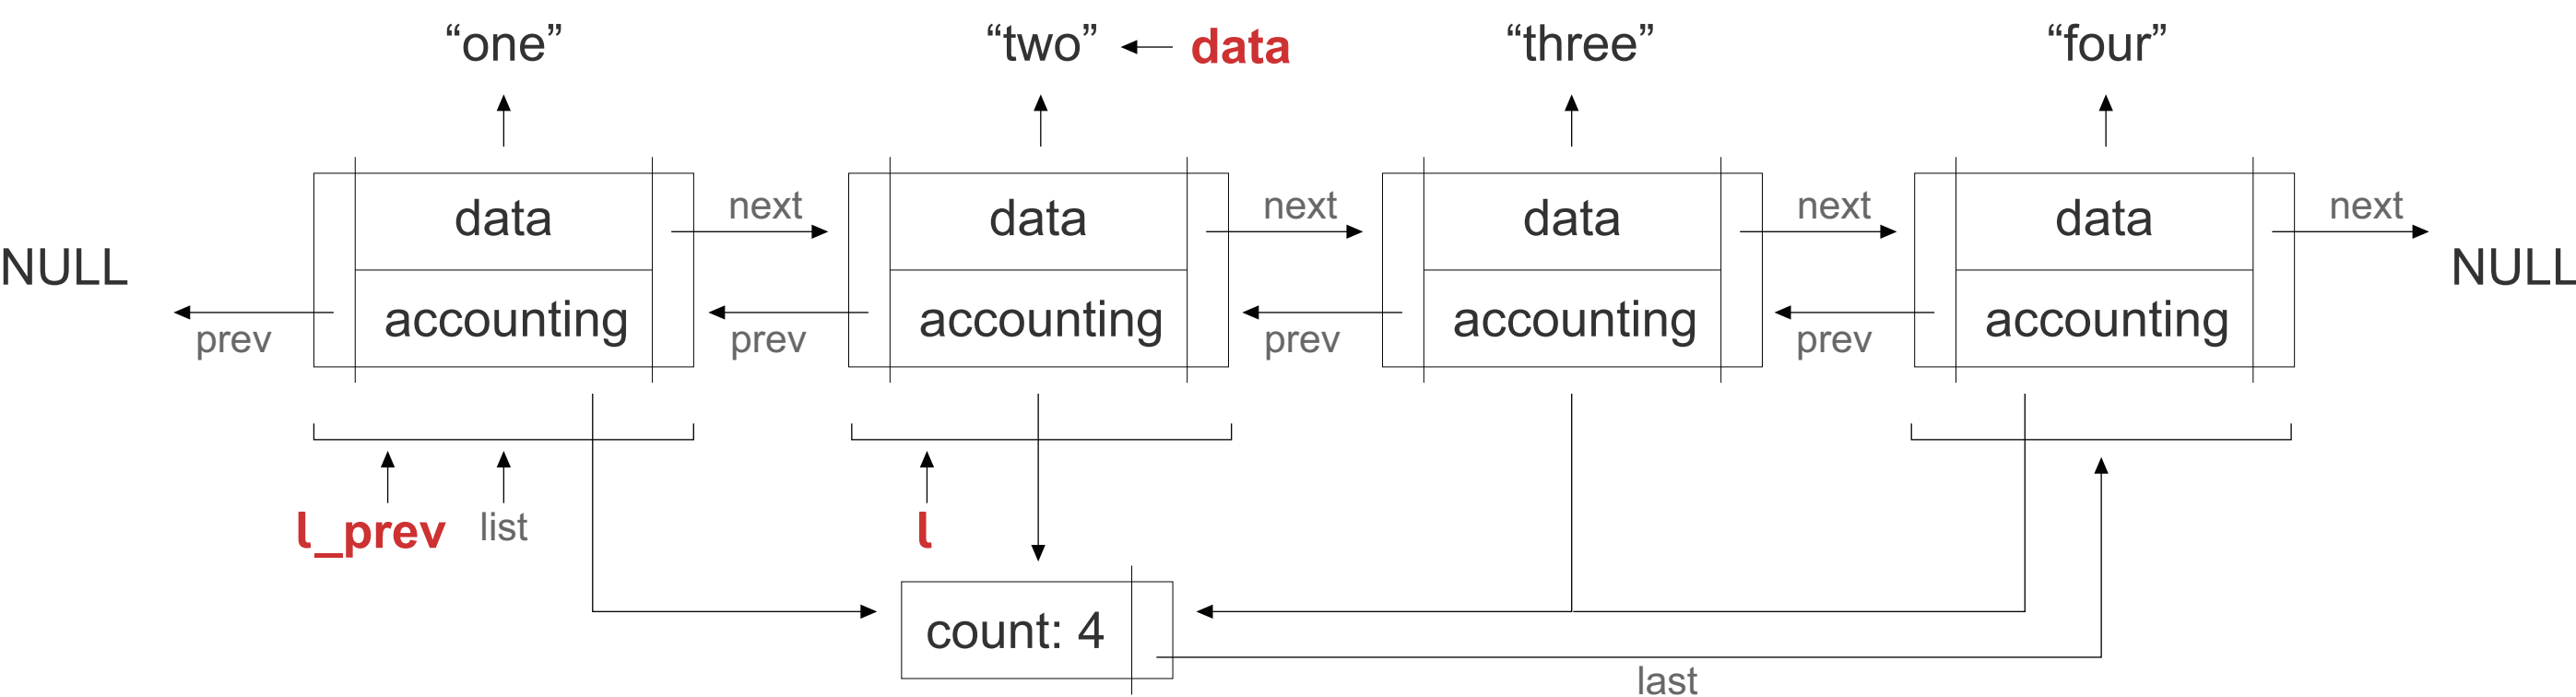 “one”
“two”
data
“three”
“four”
data
next
data
next
data
next
data
next
NULL
NULL
prev
accounting
prev
accounting
prev
accounting
prev
accounting
l_prev
list
l
count: 4
last